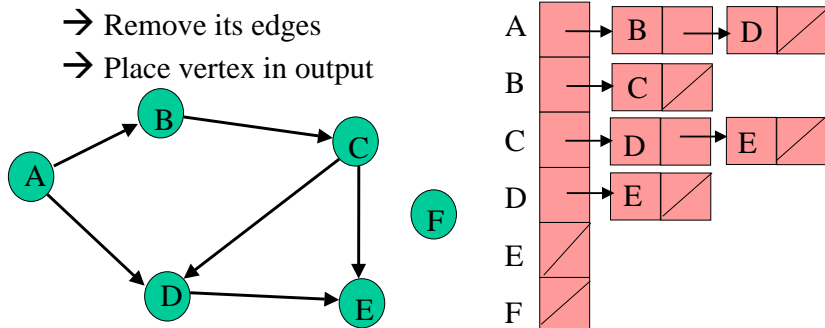 → Remove its edges
→ Place vertex in output
B
A
C
F
D
E
A B D
B C
C D E
D E
E
F